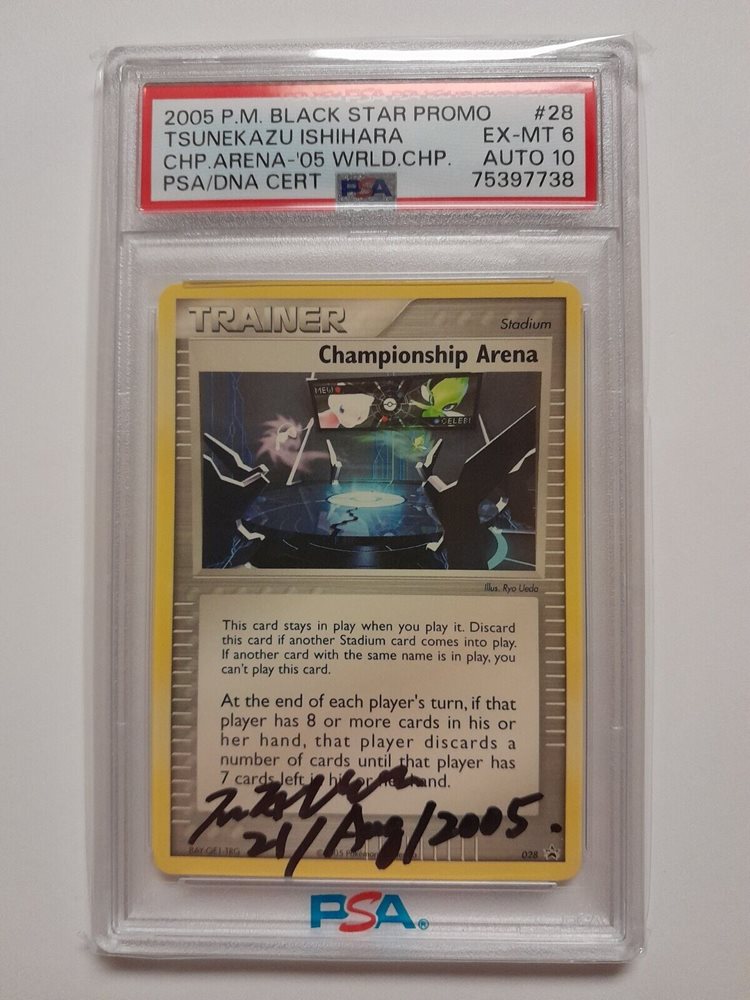 2005 P.M. BLACK STAR PROMO #28
TSUNEKAZU ISHIHARA EX-MT 6
CHP.ARENA-'05 WRLD.CHP. AUTO 10
PSA/DNA CERT PSA 75397738
TRAINER
Stadium
Championship Arena
MEW
CELEBI
Illus. Ryo Ueda
This card stays in play when you play it. Discard
this card if another Stadium card comes into play.
If another card with the same name is in play, you
can't play this card.
At the end of each player's turn, if that
player has 8 or more cards in his or
her hand, that player discards a
number of cards until that player has
7 cards left in his or her hand.
21/Aug/2005.
028
PSA®